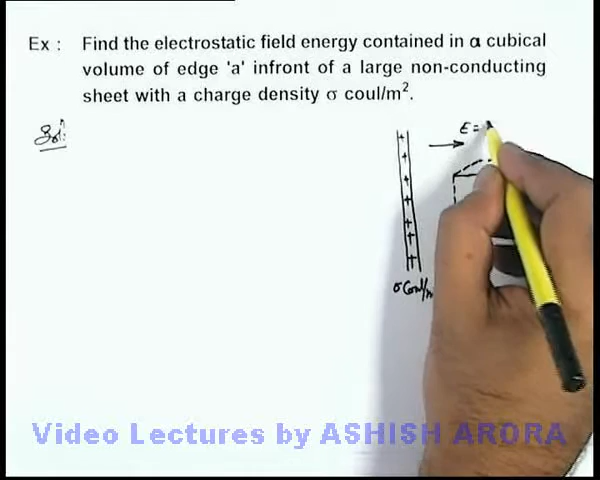 Ex : Find the electrostatic field energy contained in a cubical
volume of edge 'a' infront of a large non-conducting
sheet with a charge density σ coul/m².
Solⁿ:
E =
σ Coul/m
Video Lectures by ASHISH ARORA